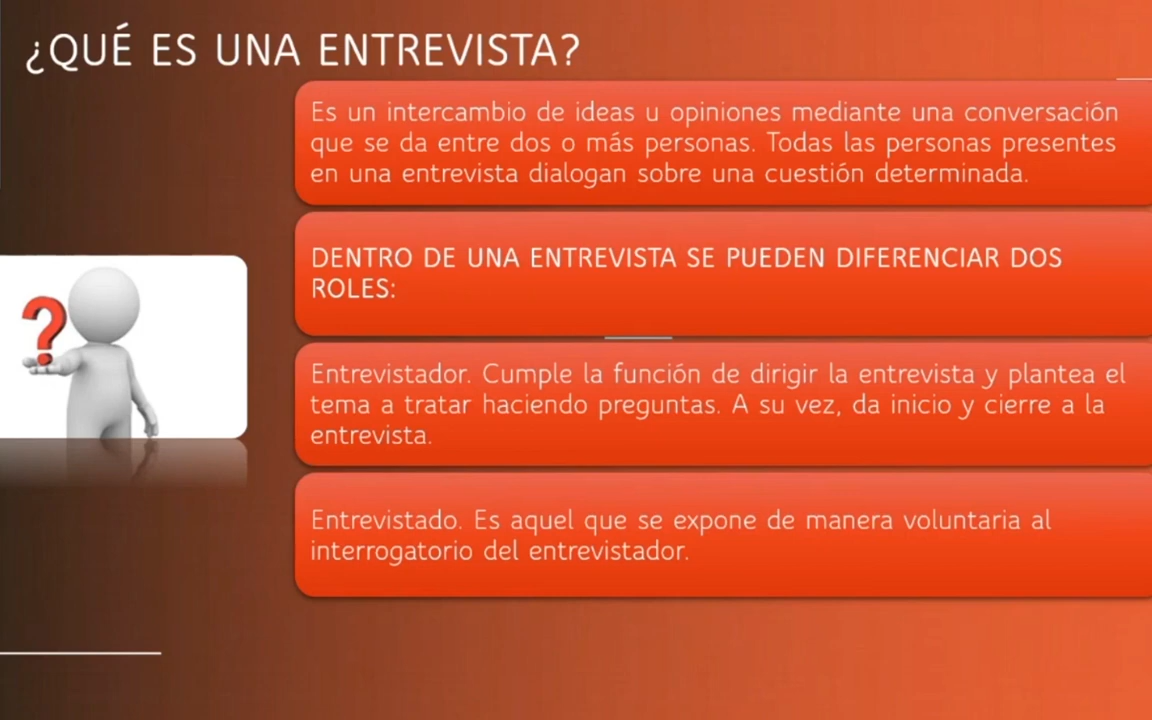 ¿QUÉ ES UNA ENTREVISTA?
Es un intercambio de ideas u opiniones mediante una conversación
que se da entre dos o más personas. Todas las personas presentes
en una entrevista dialogan sobre una cuestión determinada.
DENTRO DE UNA ENTREVISTA SE PUEDEN DIFERENCIAR DOS
ROLES:
Entrevistador. Cumple la función de dirigir la entrevista y plantea el
tema a tratar haciendo preguntas. A su vez, da inicio y cierre a la
entrevista.
Entrevistado. Es aquel que se expone de manera voluntaria al
interrogatorio del entrevistador.
?